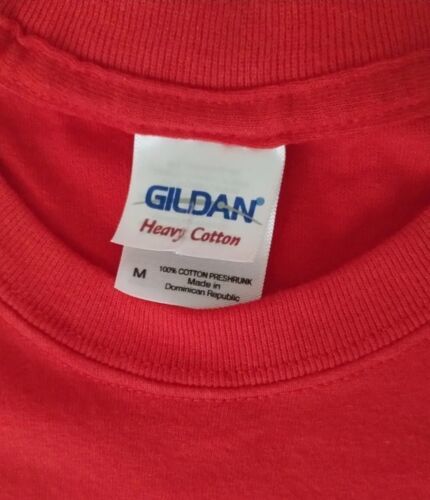 GILDAN®
Heavy Cotton
M
100% COTTON PRESHRUNK
Made in
Dominican Republic